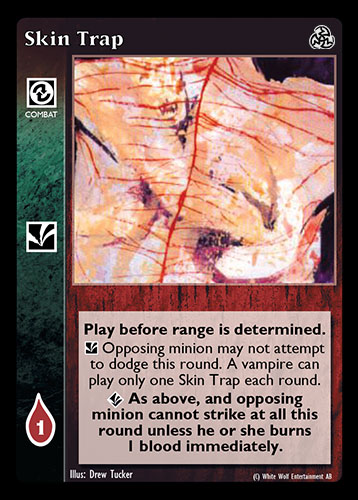 Skin Trap
COMBAT
Play before range is determined.
Opposing minion may not attempt
to dodge this round. A vampire can
play only one Skin Trap each round.
As above, and opposing
minion cannot strike at all this
round unless he or she burns
1 blood immediately.
1
Illus: Drew Tucker
(C) White Wolf Entertainment AB